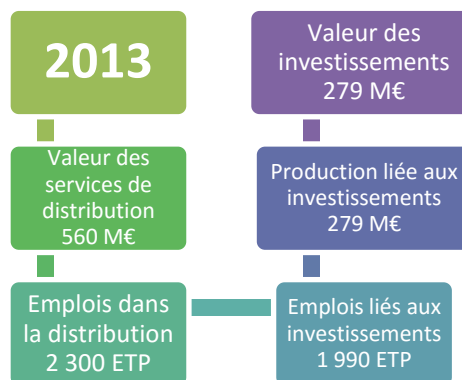 2013
Valeur des
services de
distribution
560 M€
Emplois dans
la distribution
2 300 ETP
Valeur des
investissements
279 M€
Production liée aux
investissements
279 M€
Emplois liés aux
investissements
1 990 ETP